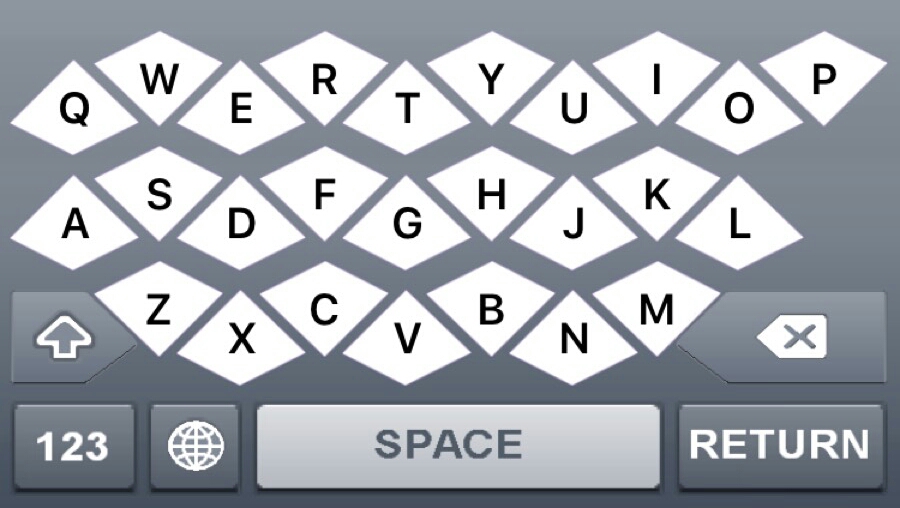 Q W E R T Y U I O P
A S D F G H J K L
Z X C V B N M
123 SPACE RETURN